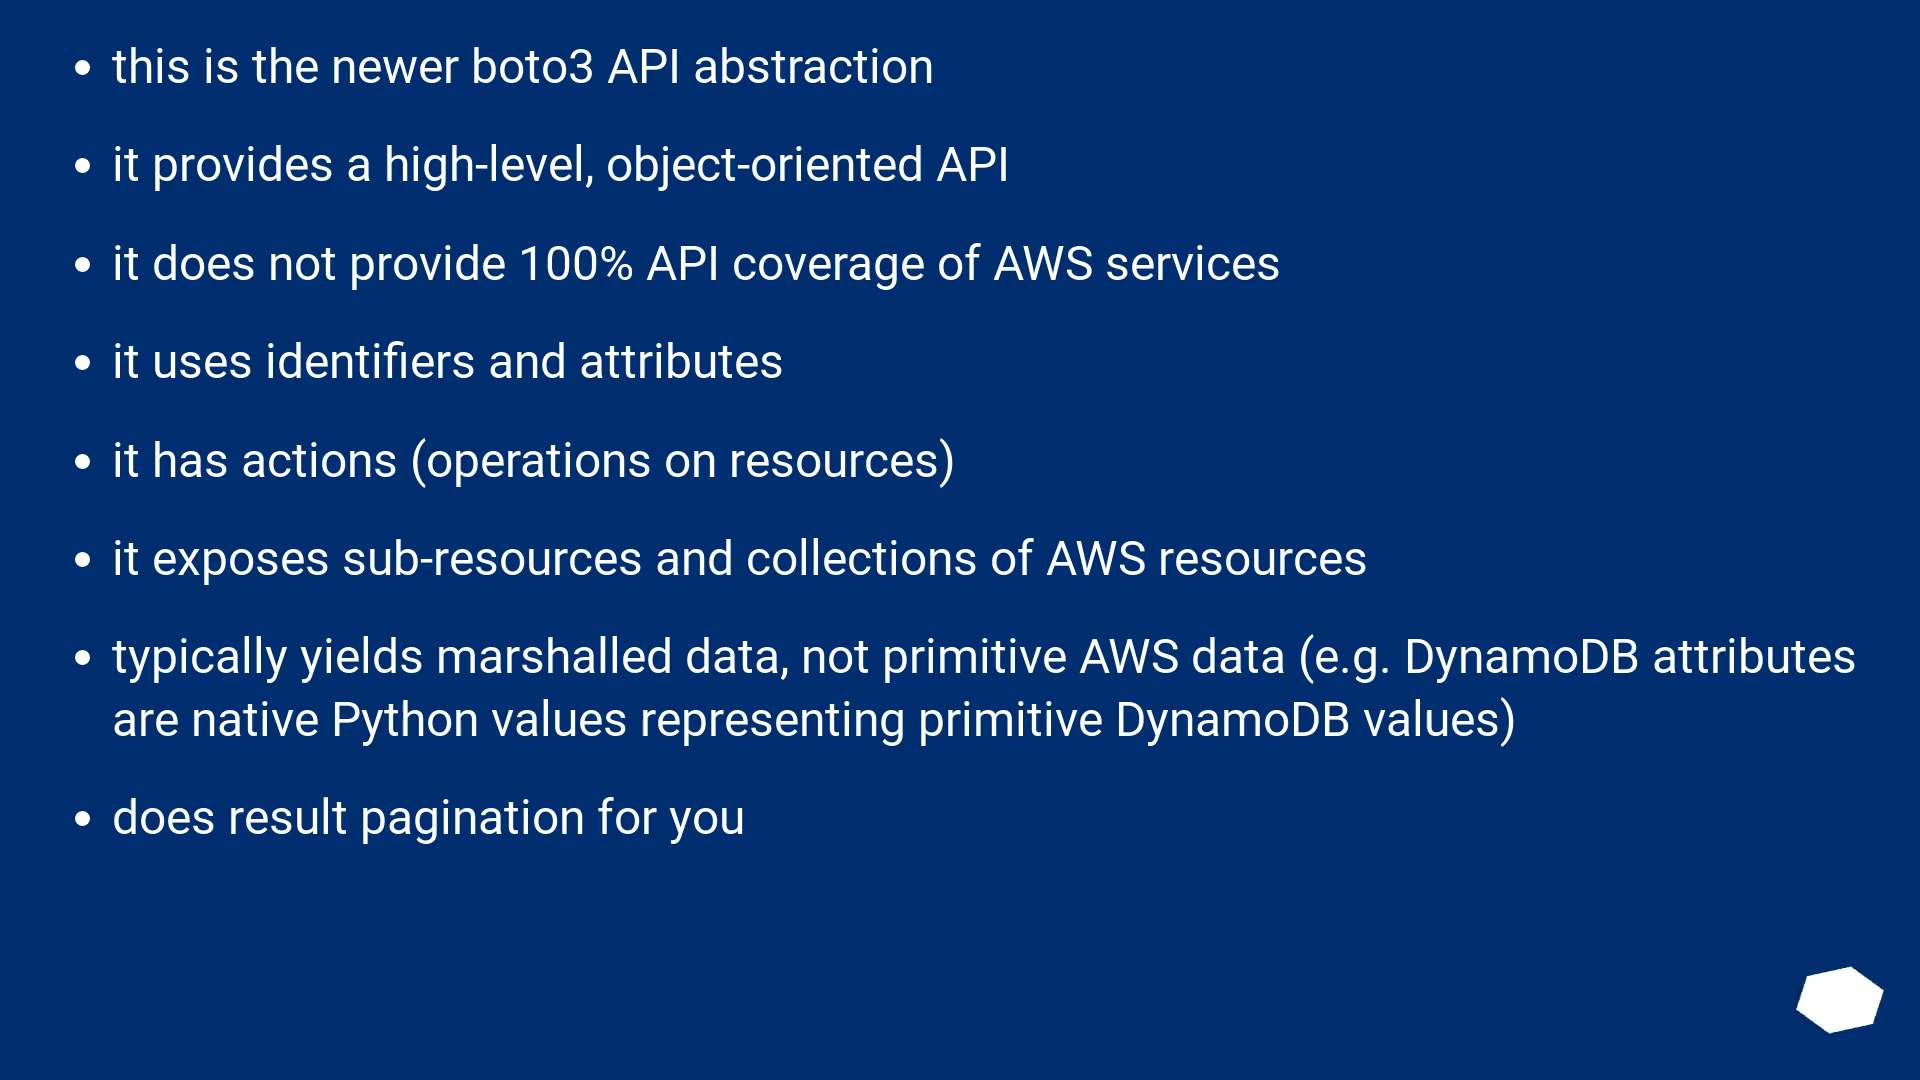 • this is the newer boto3 API abstraction
• it provides a high-level, object-oriented API
• it does not provide 100% API coverage of AWS services
• it uses identifiers and attributes
• it has actions (operations on resources)
• it exposes sub-resources and collections of AWS resources
• typically yields marshalled data, not primitive AWS data (e.g. DynamoDB attributes
are native Python values representing primitive DynamoDB values)
• does result pagination for you